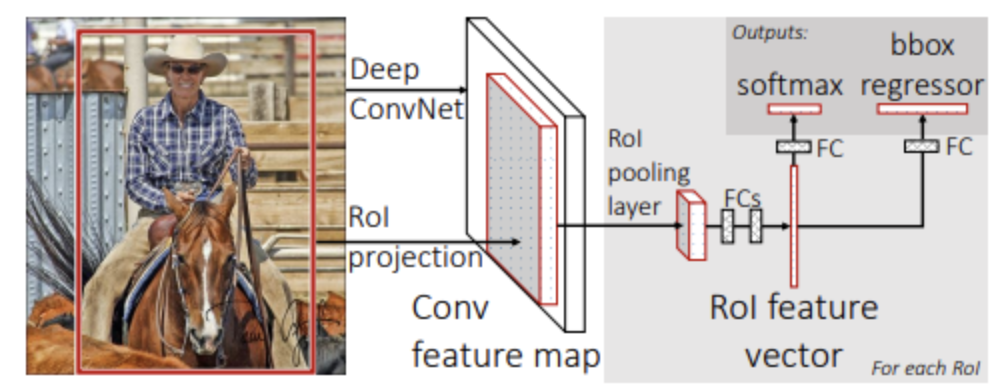 Deep
ConvNet
RoI
projection
Conv
feature map
RoI
pooling
layer
FCs
RoI feature
vector
For each RoI
Outputs:
softmax
bbox
regressor
FC
FC